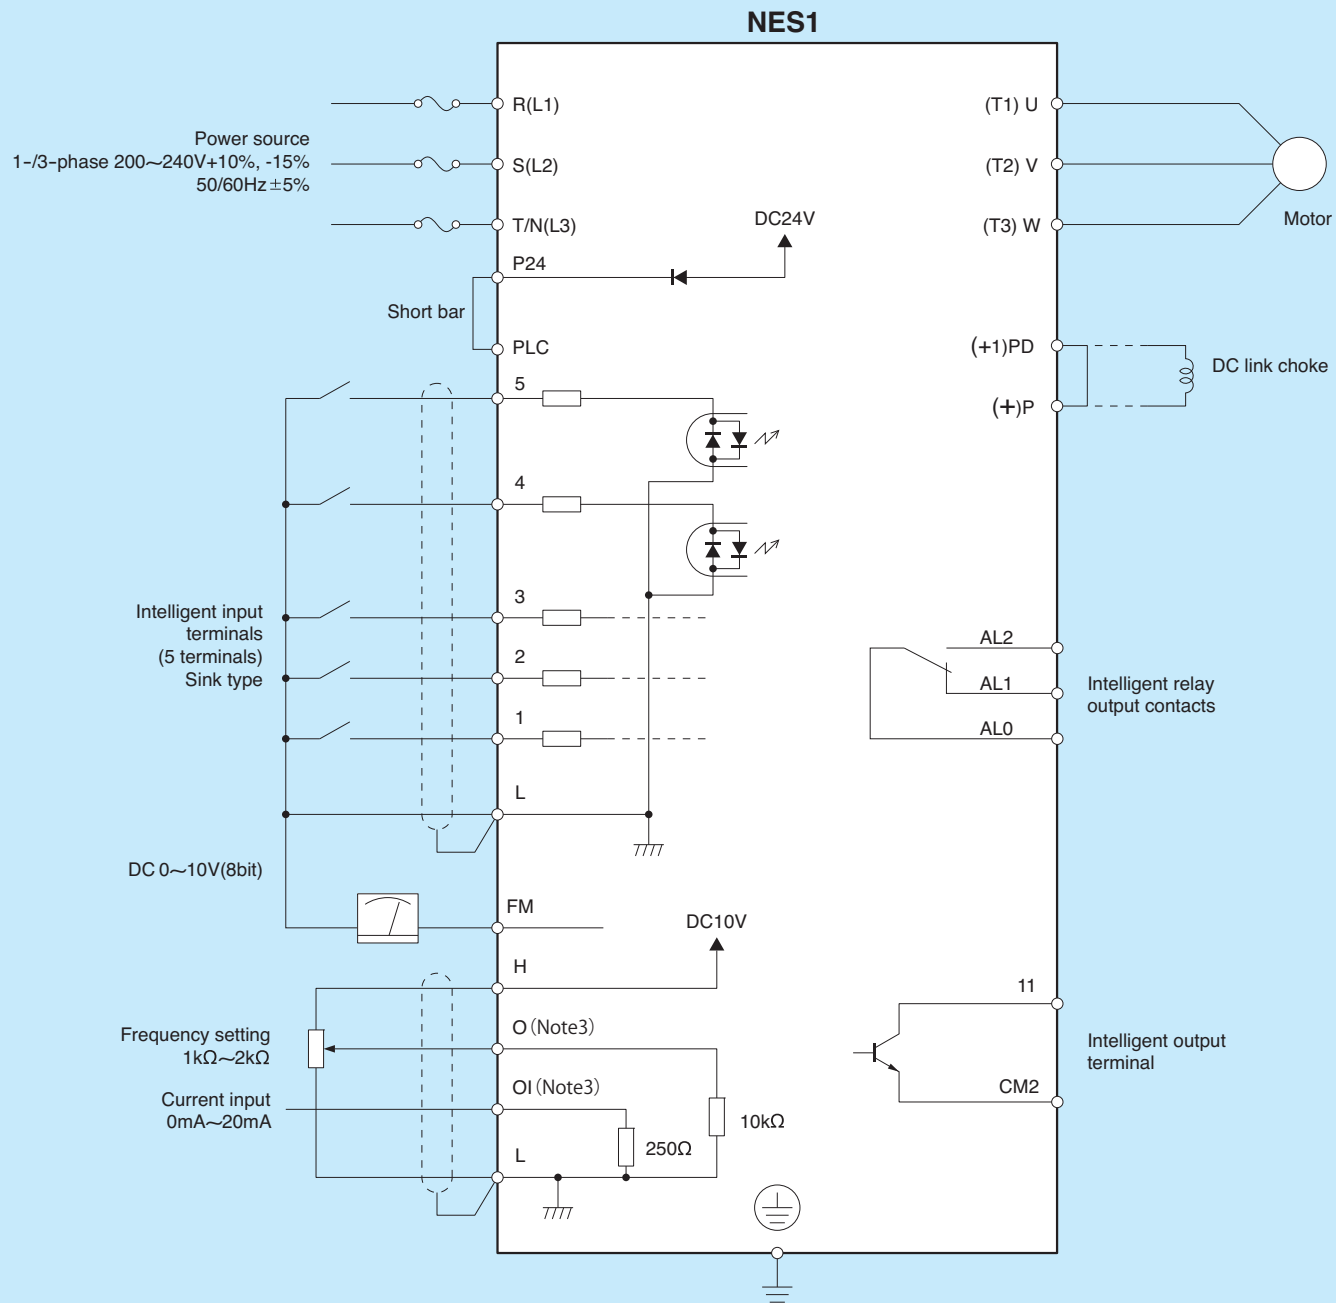 NES1
R(L1)
(T1) U
Power source
1-/3-phase 200~240V+10%, -15%
50/60Hz±5%
S(L2)
(T2) V
T/N(L3)
(T3) W
Motor
DC24V
P24
Short bar
PLC
(+1)PD
(+)P
DC link choke
5
4
3
2
1
Intelligent input
terminals
(5 terminals)
Sink type
AL2
AL1
AL0
Intelligent relay
output contacts
L
DC 0~10V(8bit)
FM
DC10V
H
O(Note3)
Frequency setting
1kΩ~2kΩ
OI(Note3)
Current input
0mA~20mA
10kΩ
250Ω
L
11
Intelligent output
terminal
CM2